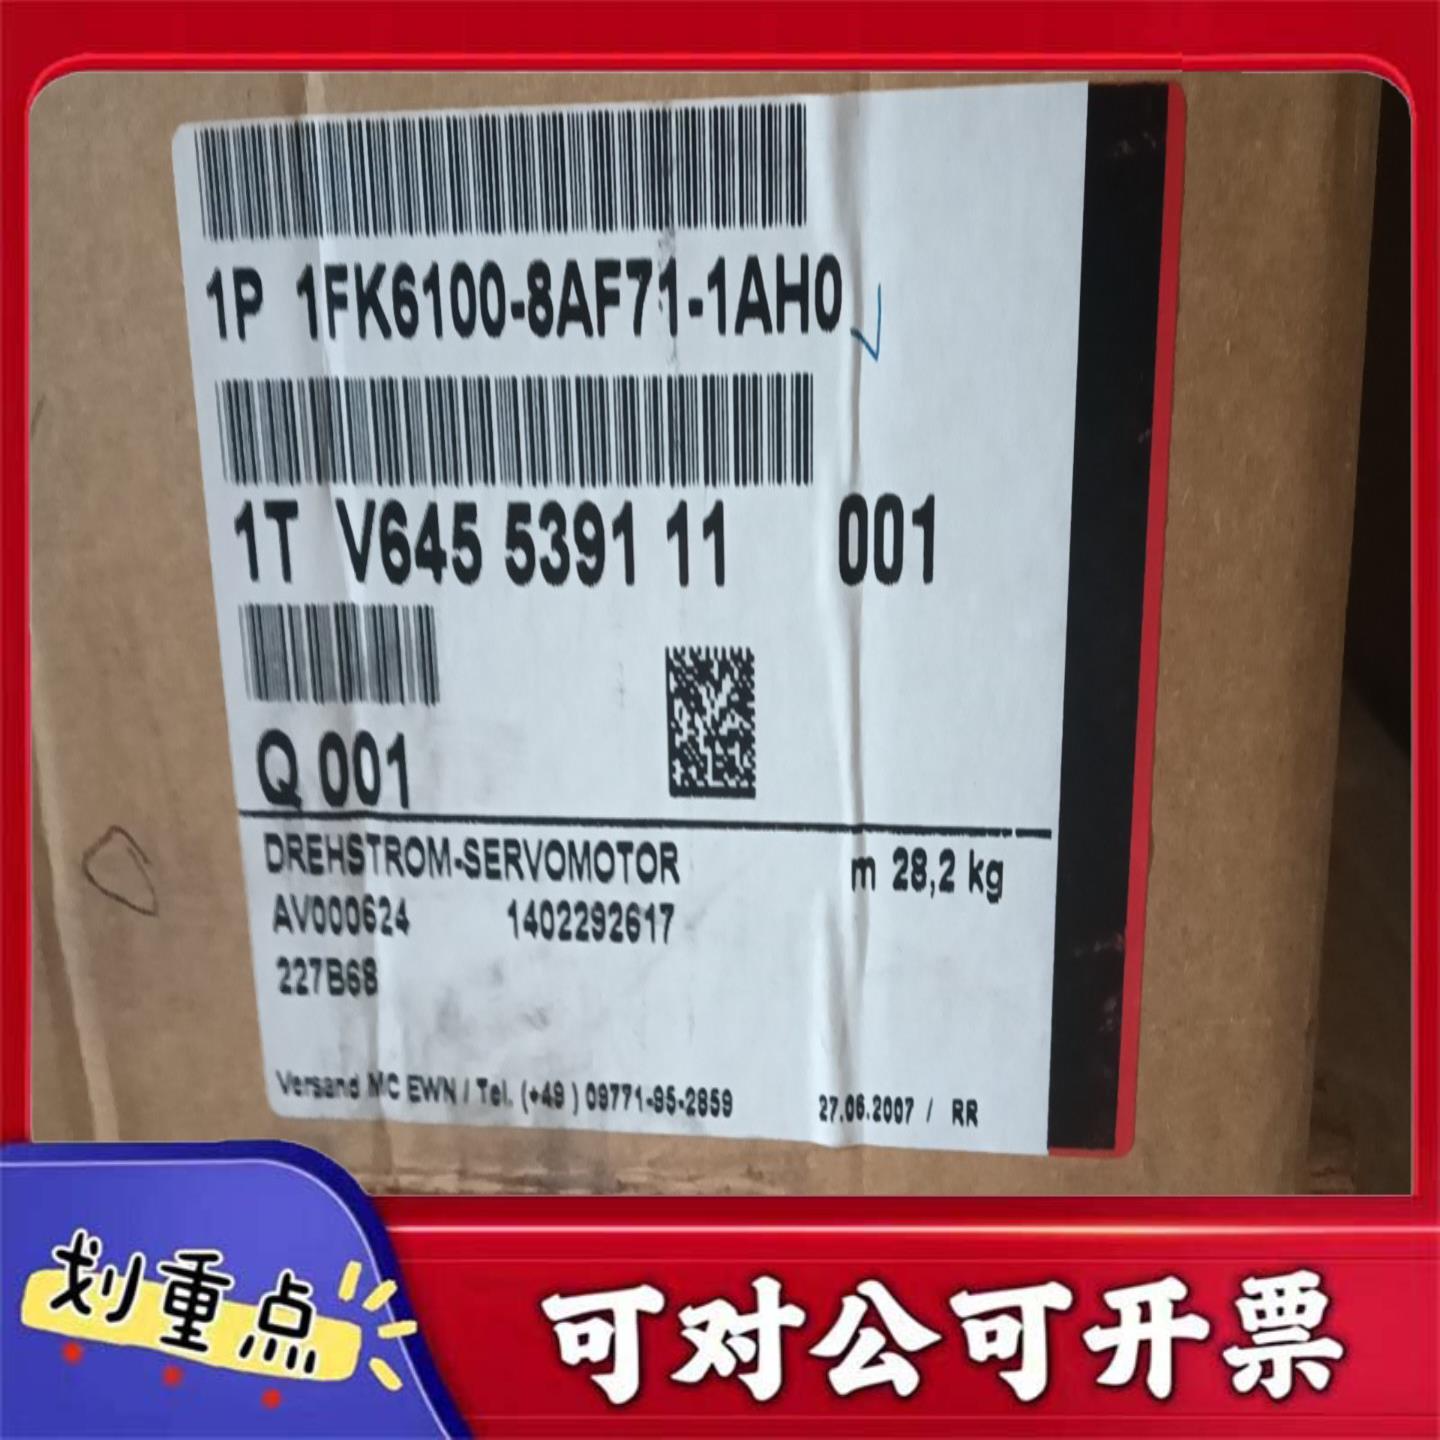 1P 1FK6100-8AF71-1AH0
1T V645 5391 11 001
Q 001
DREHSTROM-SERVOMOTOR m 28,2 kg
AV000624 1402292617
227B68
Versand MC EWN / Tel. (+49 ) 09771-95-2859 27.06.2007 / RR
划重点
可对公司开票